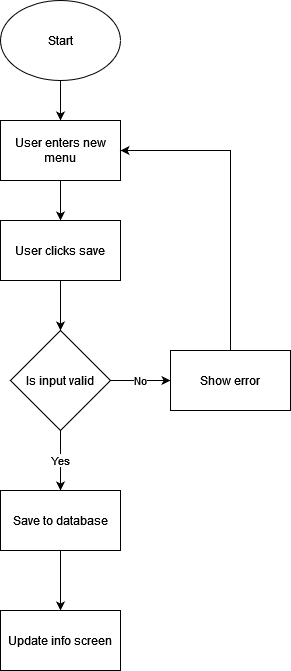 Start
User enters new
menu
User clicks save
Is input valid
No
Show error
Yes
Save to database
Update info screen